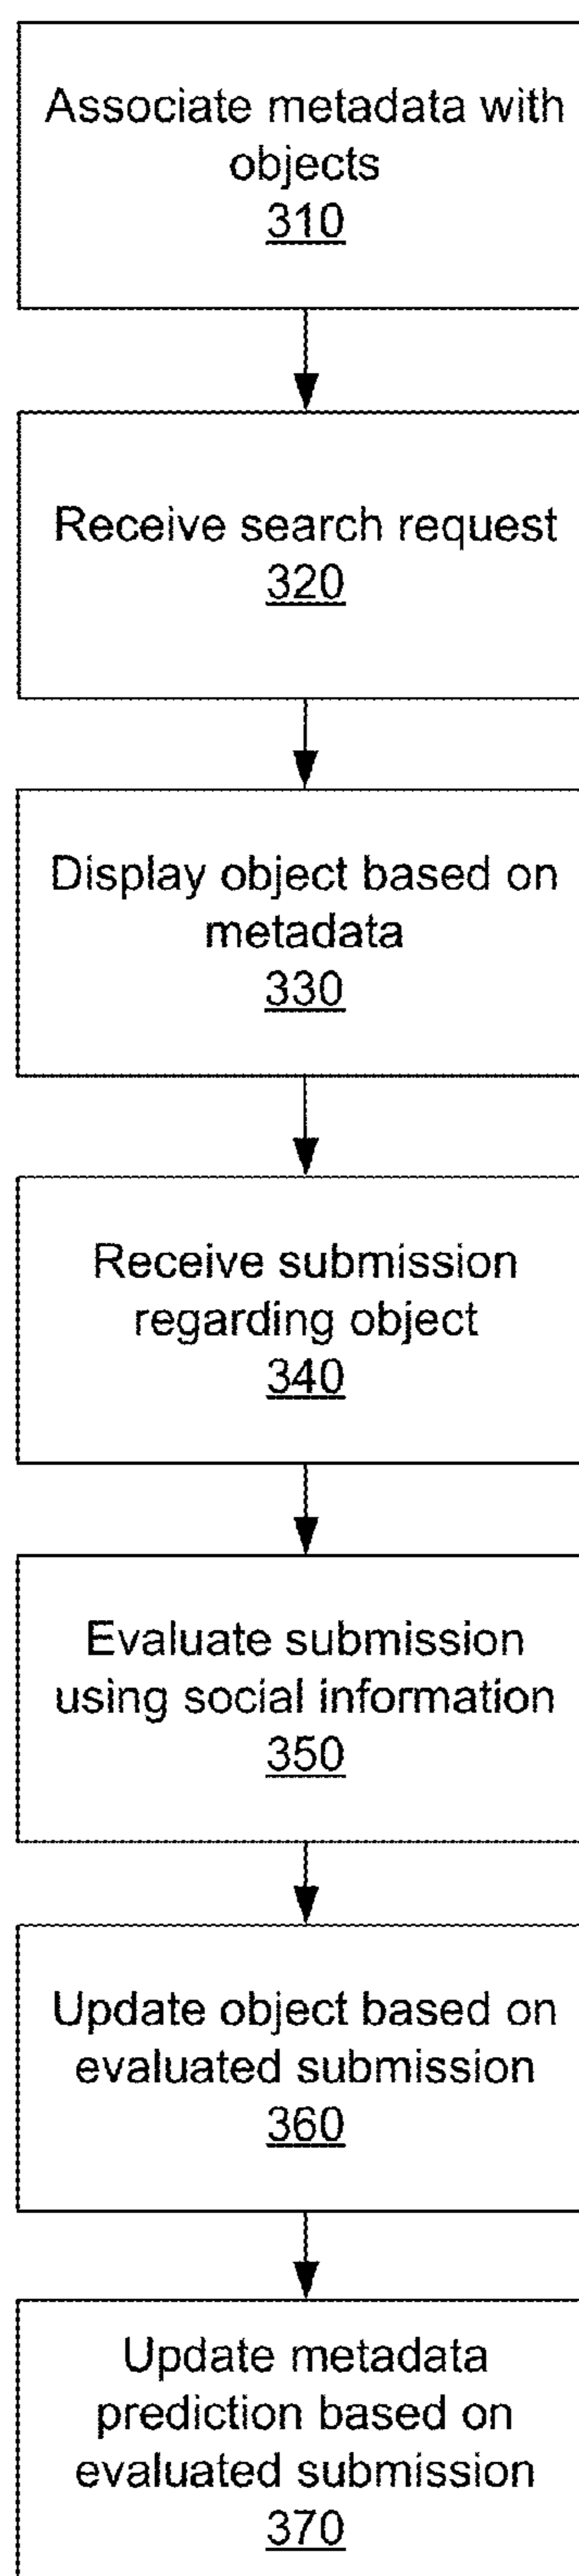 Associate metadata with
objects
310
Receive search request
320
Display object based on
metadata
330
Receive submission
regarding object
340
Evaluate submission
using social information
350
Update object based on
evaluated submission
360
Update metadata
prediction based on
evaluated submission
370